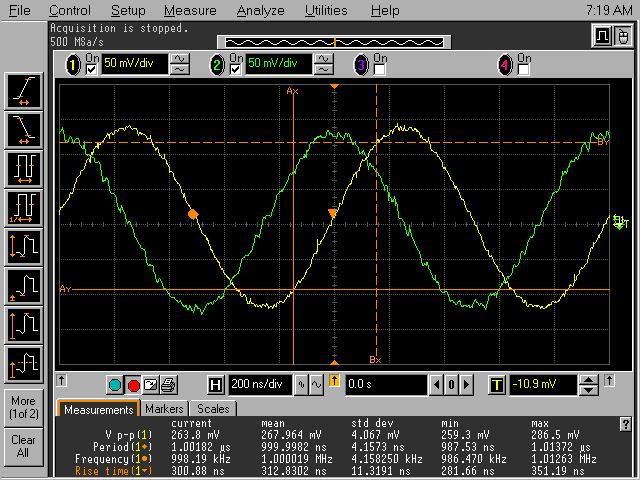 File Control Setup Measure Analyze Utilities Help 7:19 AM
Acquisition is stopped.
500 MSa/s
1 On 50 mV/div 2 On 50 mV/div 3 On 4 On
Ax
By
Ay
Bx
H 200 ns/div 0.0 s 0 T -10.9 mV
More
(1 of 2)
Clear
All
Measurements Markers Scales ?
current mean std dev min max
V p-p(1) 263.8 mV 267.964 mV 4.067 mV 259.3 mV 286.5 mV
Period(1) 1.00182 µs 999.9982 ns 4.1573 ns 987.53 ns 1.01372 µs
Frequency(1) 998.19 kHz 1.000019 MHz 4.158250 kHz 986.470 kHz 1.01263 MHz
Rise time(1) 300.88 ns 312.8302 ns 11.3191 ns 281.66 ns 351.19 ns